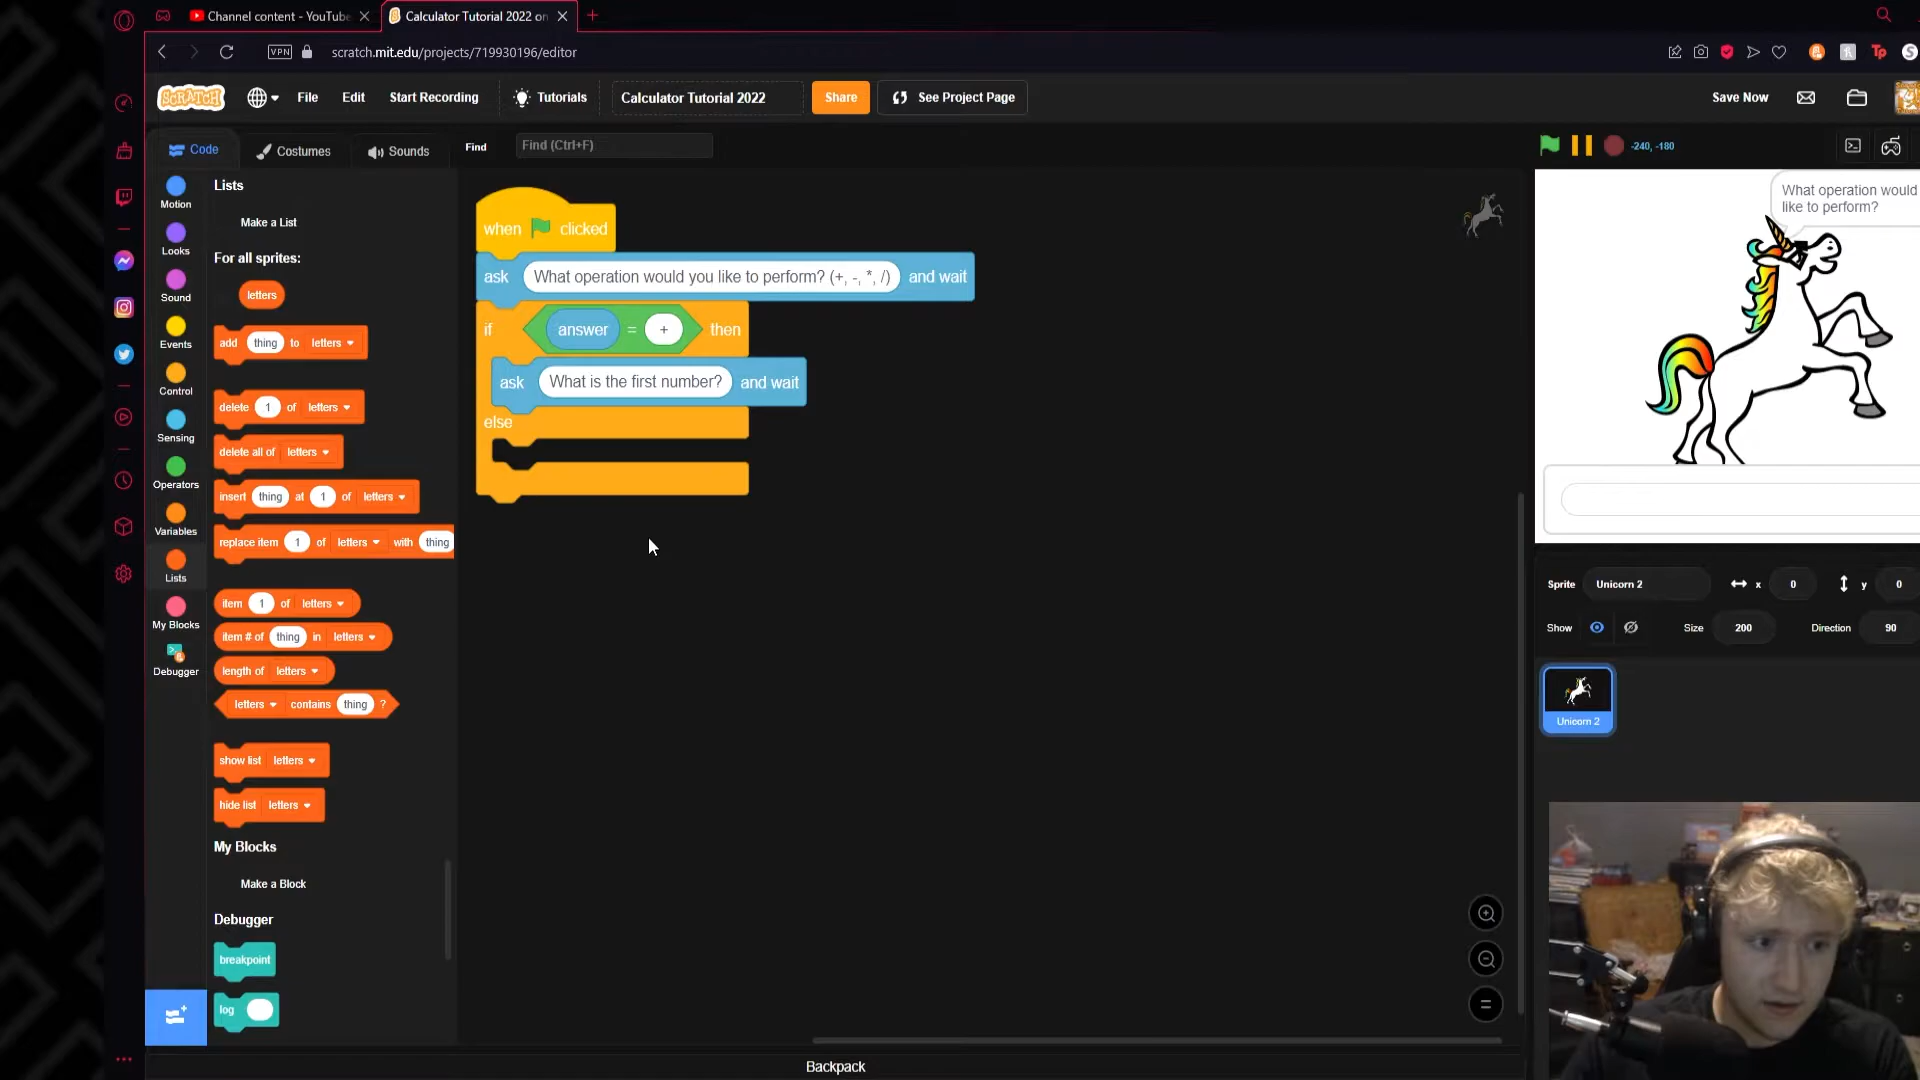 Channel content - YouTube
Calculator Tutorial 2022 on
VPN
scratch.mit.edu/projects/719930196/editor
Tp
S
SCRATCH
File
Edit
Start Recording
Tutorials
Calculator Tutorial 2022
Share
See Project Page
Save Now
Code
Costumes
Sounds
Find
Find (Ctrl+F)
-240, -180
Motion
Looks
Sound
Events
Control
Sensing
Operators
Variables
Lists
My Blocks
Debugger
Lists
Make a List
For all sprites:
letters
add thing to letters
delete 1 of letters
delete all of letters
insert thing at 1 of letters
replace item 1 of letters with thing
item 1 of letters
item # of thing in letters
length of letters
letters contains thing ?
show list letters
hide list letters
My Blocks
Make a Block
Debugger
breakpoint
log
when clicked
ask What operation would you like to perform? (+, -, *, /) and wait
if answer = + then
ask What is the first number? and wait
else
What operation would
like to perform?
Sprite Unicorn 2 x 0 y 0
Show Size 200 Direction 90
Unicorn 2
Backpack